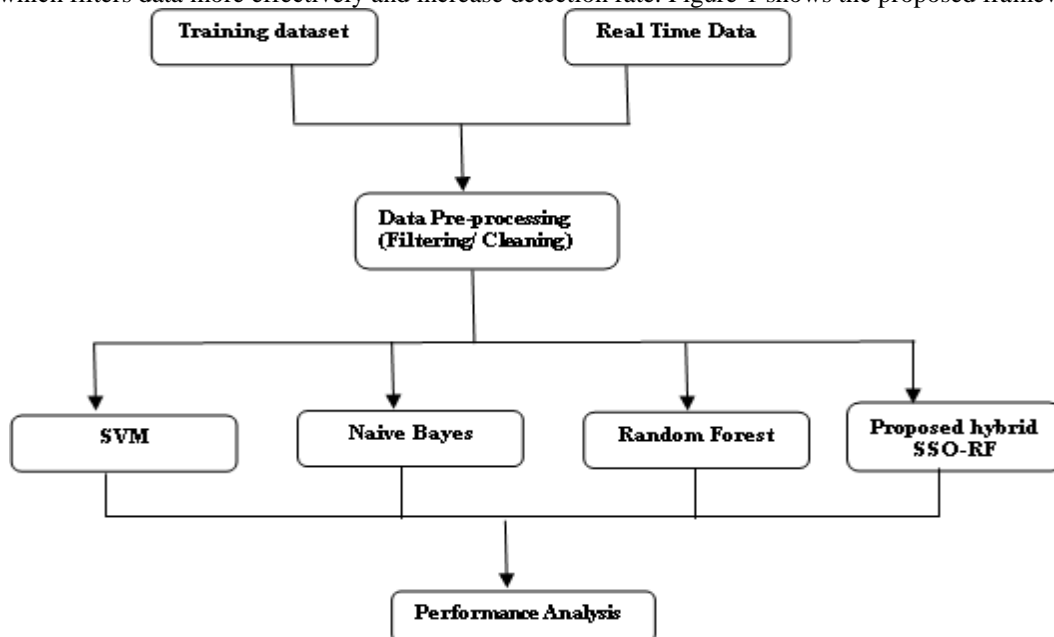 which filters data more effectively and increase detection rate. Figure 1 shows the proposed
Training dataset
Real Time Data
Data Pre-processing
(Filtering/ Cleaning)
SVM
Naive Bayes
Random Forest
Proposed hybrid
SSO-RF
Performance Analysis